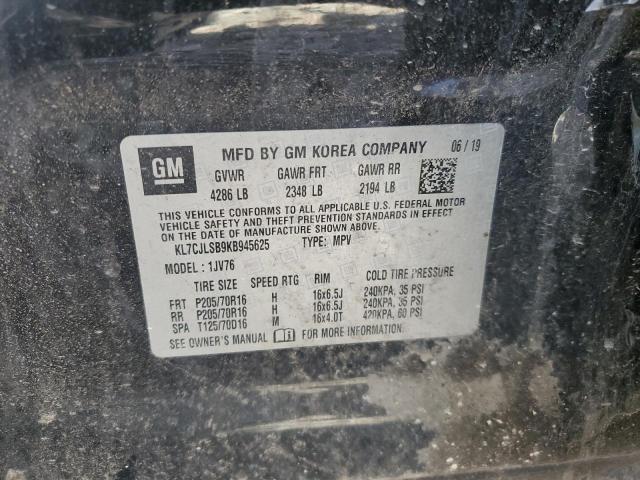 GM
MFD BY GM KOREA COMPANY 06/19
GVWR GAWR FRT GAWR RR
4286 LB 2348 LB 2194 LB
THIS VEHICLE CONFORMS TO ALL APPLICABLE U.S. FEDERAL MOTOR
VEHICLE SAFETY AND THEFT PREVENTION STANDARDS IN EFFECT
ON THE DATE OF MANUFACTURE SHOWN ABOVE.
KL7CJLSB9KB945625 TYPE: MPV
MODEL : 1JV76
TIRE SIZE SPEED RTG RIM COLD TIRE PRESSURE
FRT P205/70R16 H 16x6.5J 240KPA, 35 PSI
RR P205/70R16 H 16x6.5J 240KPA, 35 PSI
SPA T125/70D16 M 16x4.0T 420KPA, 60 PSI
SEE OWNER'S MANUAL FOR MORE INFORMATION.